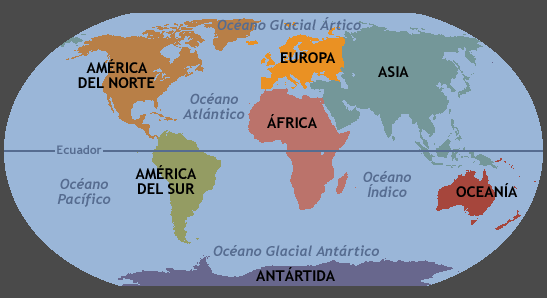 Océano Glacial Ártico
EUROPA
AMÉRICA
DEL NORTE
ASIA
Océano
Atlántico
ÁFRICA
Ecuador
AMÉRICA
DEL SUR
Océano
Pacífico
Océano
Índico
OCEANÍA
Océano Glacial Antártico
ANTÁRTIDA